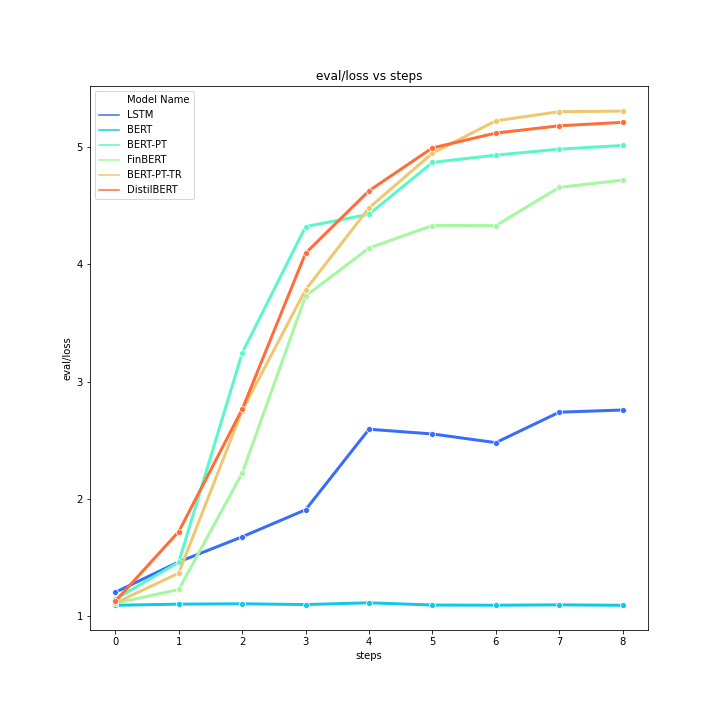 eval/loss vs steps
Model Name
LSTM
BERT
BERT-PT
FinBERT
BERT-PT-TR
DistilBERT
eval/loss
5
4
3
2
1
0 1 2 3 4 5 6 7 8
steps